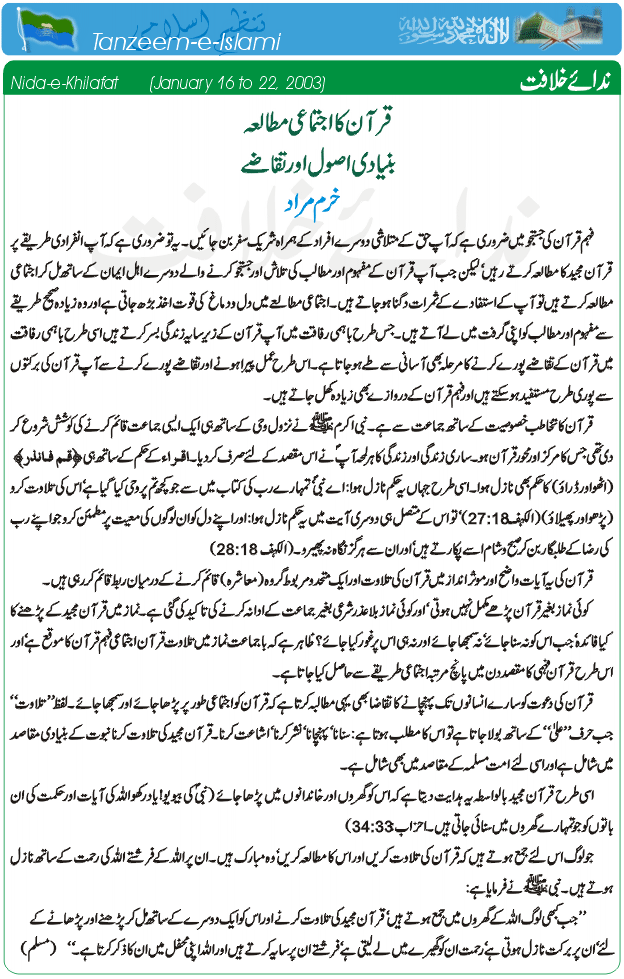 تنظیم اسلامی
Tanzeem-e-Islami
لا اله الا الله محمد رسول الله
Nida-e-Khilafat (January 16 to 22, 2003) ندائے خلافت
قرآن کا اجتماعی مطالعہ
بنیادی اصول اور تقاضے
خرم مراد
فہم قرآن کی جستجو میں ضروری ہے کہ آپ حق کے متلاشی دوسرے افراد کے ہمراہ شریک سفر بن جائیں۔ یہ تو ضروری ہے کہ آپ انفرادی طریقے پر
قرآن مجید کا مطالعہ کرتے رہیں‘ لیکن جب آپ قرآن کے مفہوم اور مطالب کی تلاش اور جستجو کرنے والے دوسرے اہل ایمان کے ساتھ مل کر اجتماعی
مطالعہ کرتے ہیں تو آپ کے استفادے کے ثمرات دگنا ہو جاتے ہیں۔ اجتماعی مطالعے میں دل و دماغ کی قوت اخذ بڑھ جاتی ہے اور وہ زیادہ صحیح طریقے
سے مفہوم اور مطالب کو اپنی گرفت میں لے آتے ہیں۔ جس طرح باہمی رفاقت میں آپ قرآن کے زیر سایہ زندگی بسر کرتے ہیں اسی طرح باہمی رفاقت
میں قرآن کے تقاضے پورے کرنے کا مرحلہ بھی آسانی سے طے ہو جاتا ہے۔ اس طرح عمل پیرا ہونے اور تقاضے پورے کرنے سے آپ قرآن کی برکتوں
سے پوری طرح مستفید ہو سکتے ہیں اور فہم قرآن کے دروازے بھی زیادہ کھل جاتے ہیں۔
قرآن کا تخاطب خصوصیت کے ساتھ جماعت سے ہے۔ نبی اکرم ﷺ نے نزول وحی کے ساتھ ہی ایک ایسی جماعت قائم کرنے کی کوشش شروع کر
دی تھی جس کا مرکز اور محور قرآن ہو۔ ساری زندگی اور زندگی کا ہر لمحہ آپؐ نے اس مقصد کے لئے صرف کر دیا۔ اقراء کے حکم کے ساتھ ہی ﴿قم فانذر﴾
(اٹھو اور ڈراؤ) کا حکم بھی نازل ہوا۔ اسی طرح جہاں یہ حکم نازل ہوا: اے نبیؐ! تمہارے رب کی کتاب میں سے جو کچھ تم پر وحی کیا گیا ہے‘ اس کی تلاوت کرو
(پڑھو اور پھیلاؤ) (الکہف 27:18)‘ تو اس کے متصل ہی دوسری آیت میں یہ حکم نازل ہوا: اور اپنے دل کو ان لوگوں کی معیت پر مطمئن کرو جو اپنے رب
کی رضا کے طلبگار بن کر صبح و شام اسے پکارتے ہیں‘ اور ان سے ہرگز نگاہ نہ پھیرو۔ (الکہف 28:18)
قرآن کی یہ آیات واضح اور موثر انداز میں قرآن کی تلاوت اور ایک متحد و مربوط گروہ (معاشرہ) قائم کرنے کے درمیان ربط قائم کر رہی ہیں۔
کوئی نماز بغیر قرآن پڑھے مکمل نہیں ہوتی‘ اور کوئی نماز بلا عذر شرعی بغیر جماعت کے ادا نہ کرنے کی تاکید کی گئی ہے۔ نماز میں قرآن مجید کے پڑھنے کا
کیا فائدہ‘ جب اس کو نہ سنا جائے‘ نہ سمجھا جائے اور نہ ہی اس پر غور کیا جائے؟ ظاہر ہے کہ با جماعت نماز میں تلاوت قرآن اجتماعی فہم قرآن کا موقع ہے اور
اس طرح قرآن فہمی کا مقصد دن میں پانچ مرتبہ اجتماعی طریقے سے حاصل کیا جاتا ہے۔
قرآن کی دعوت کو سارے انسانوں تک پہنچانے کا تقاضا بھی یہی مطالبہ کرتا ہے کہ قرآن کو اجتماعی طور پر پڑھا جائے اور سمجھا جائے۔ لفظ ’’تلاوت‘‘
جب حرف ’’علیٰ‘‘ کے ساتھ بولا جاتا ہے تو اس کا مطلب ہوتا ہے: سنانا‘ پہنچانا‘ نشر کرنا‘ اشاعت کرنا۔ قرآن مجید کی تلاوت کرنا نبوت کے بنیادی مقاصد
میں شامل ہے اور اسی لئے امت مسلمہ کے مقاصد میں بھی شامل ہے۔
اسی طرح قرآن مجید بالواسطہ یہ ہدایت دیتا ہے کہ اس کو گھروں اور خاندانوں میں پڑھا جائے (نبیؐ کی بیویو! یاد رکھو اللہ کی آیات اور حکمت کی ان
باتوں کو جو تمہارے گھروں میں سنائی جاتی ہیں۔ احزاب 34:33)
جو لوگ اس لئے جمع ہوتے ہیں کہ قرآن کی تلاوت کریں اور اس کا مطالعہ کریں‘ وہ مبارک ہیں۔ ان پر اللہ کے فرشتے اللہ کی رحمت کے ساتھ نازل
ہوتے ہیں۔ نبی ﷺ نے فرمایا ہے:
’’جب کبھی لوگ اللہ کے گھروں میں جمع ہوتے ہیں‘ قرآن مجید کی تلاوت کرنے اور اس کو ایک دوسرے کے ساتھ مل کر پڑھنے اور پڑھانے کے
لئے‘ ان پر برکت نازل ہوتی ہے‘ رحمت ان کو گھیرے میں لے لیتی ہے‘ فرشتے ان پر سایہ کرتے ہیں اور اللہ اپنی محفل میں ان کا ذکر کرتا ہے۔‘‘ (مسلم)